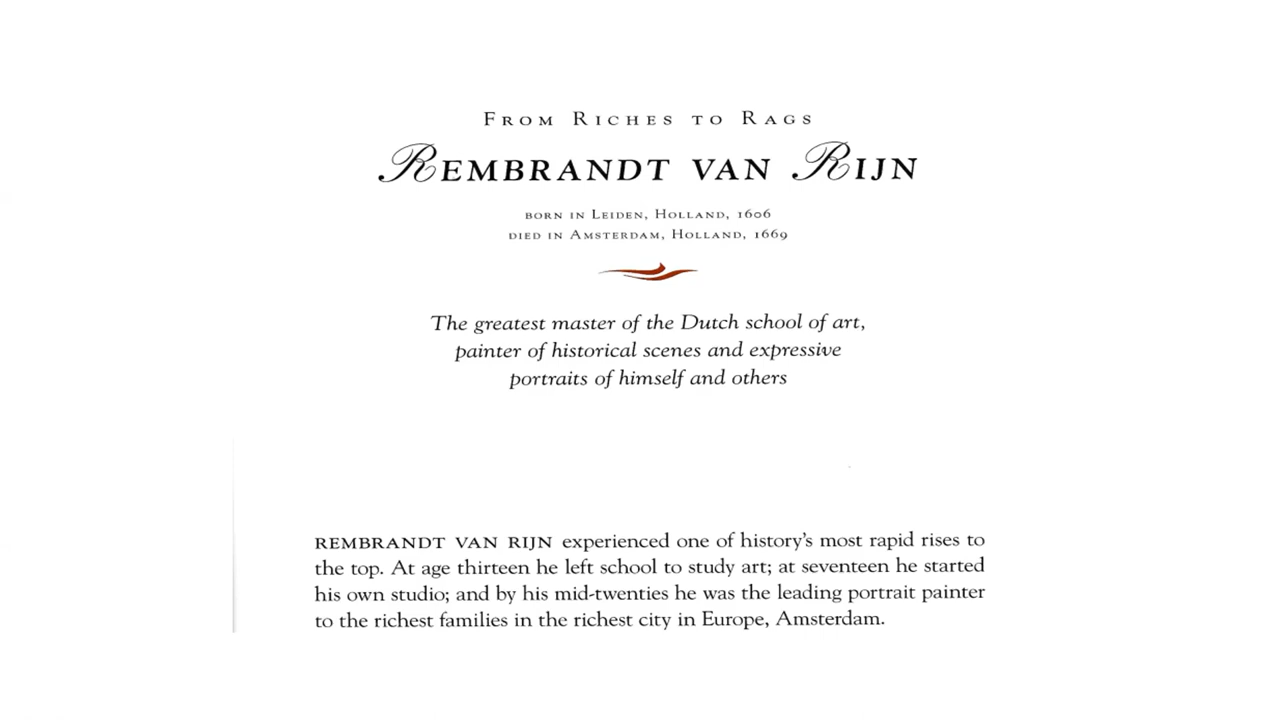 From Riches to Rags
Rembrandt van Rijn
born in Leiden, Holland, 1606
died in Amsterdam, Holland, 1669
The greatest master of the Dutch school of art,
painter of historical scenes and expressive
portraits of himself and others
REMBRANDT VAN RIJN experienced one of history's most rapid rises to
the top. At age thirteen he left school to study art; at seventeen he started
his own studio; and by his mid-twenties he was the leading portrait painter
to the richest families in the richest city in Europe, Amsterdam.